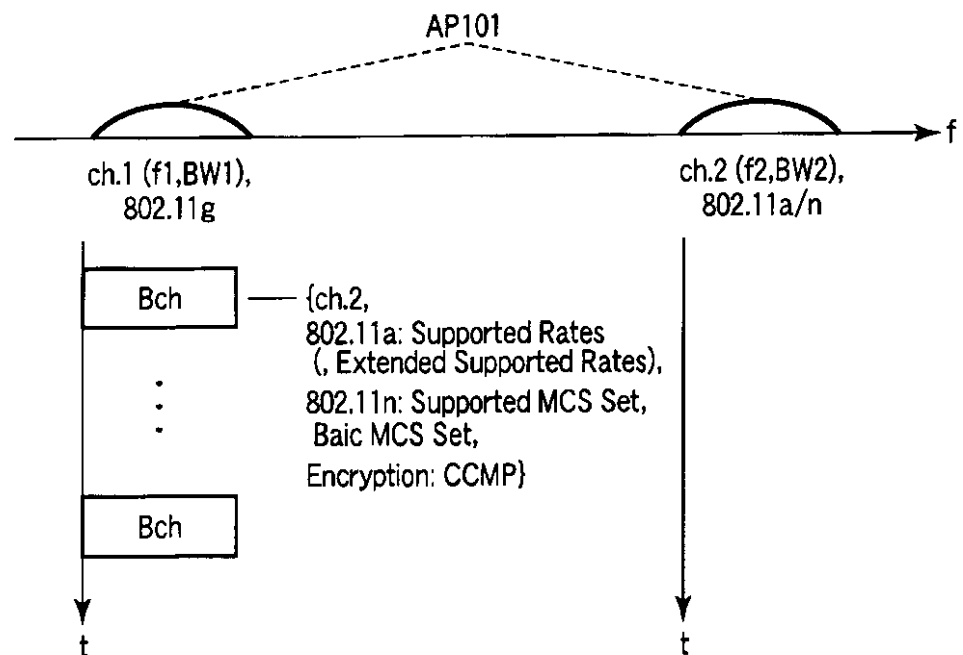 AP101
f
ch.1 (f1,BW1),
802.11g
ch.2 (f2,BW2),
802.11a/n
Bch
{ch.2,
802.11a: Supported Rates
(, Extended Supported Rates),
802.11n: Supported MCS Set,
Baic MCS Set,
Encryption: CCMP}
Bch
t
t